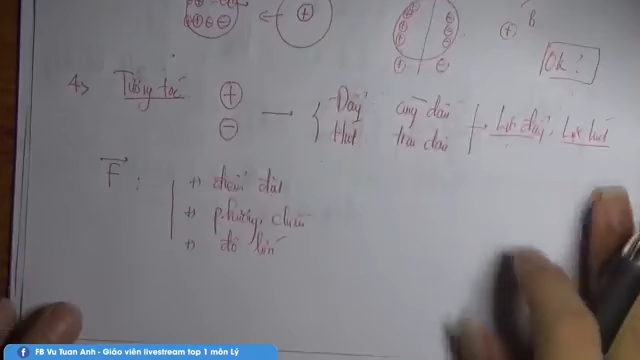 B
Ok!
4> Tương tác ⊕ → { Đẩy cùng dấu → Lực đẩy, Lực hút
⊖ Hút trái dấu
F : + điểm đặt
+ phương, chiều
+ độ lớn
FB Vu Tuan Anh - Giáo viên livestream top 1 môn Lý